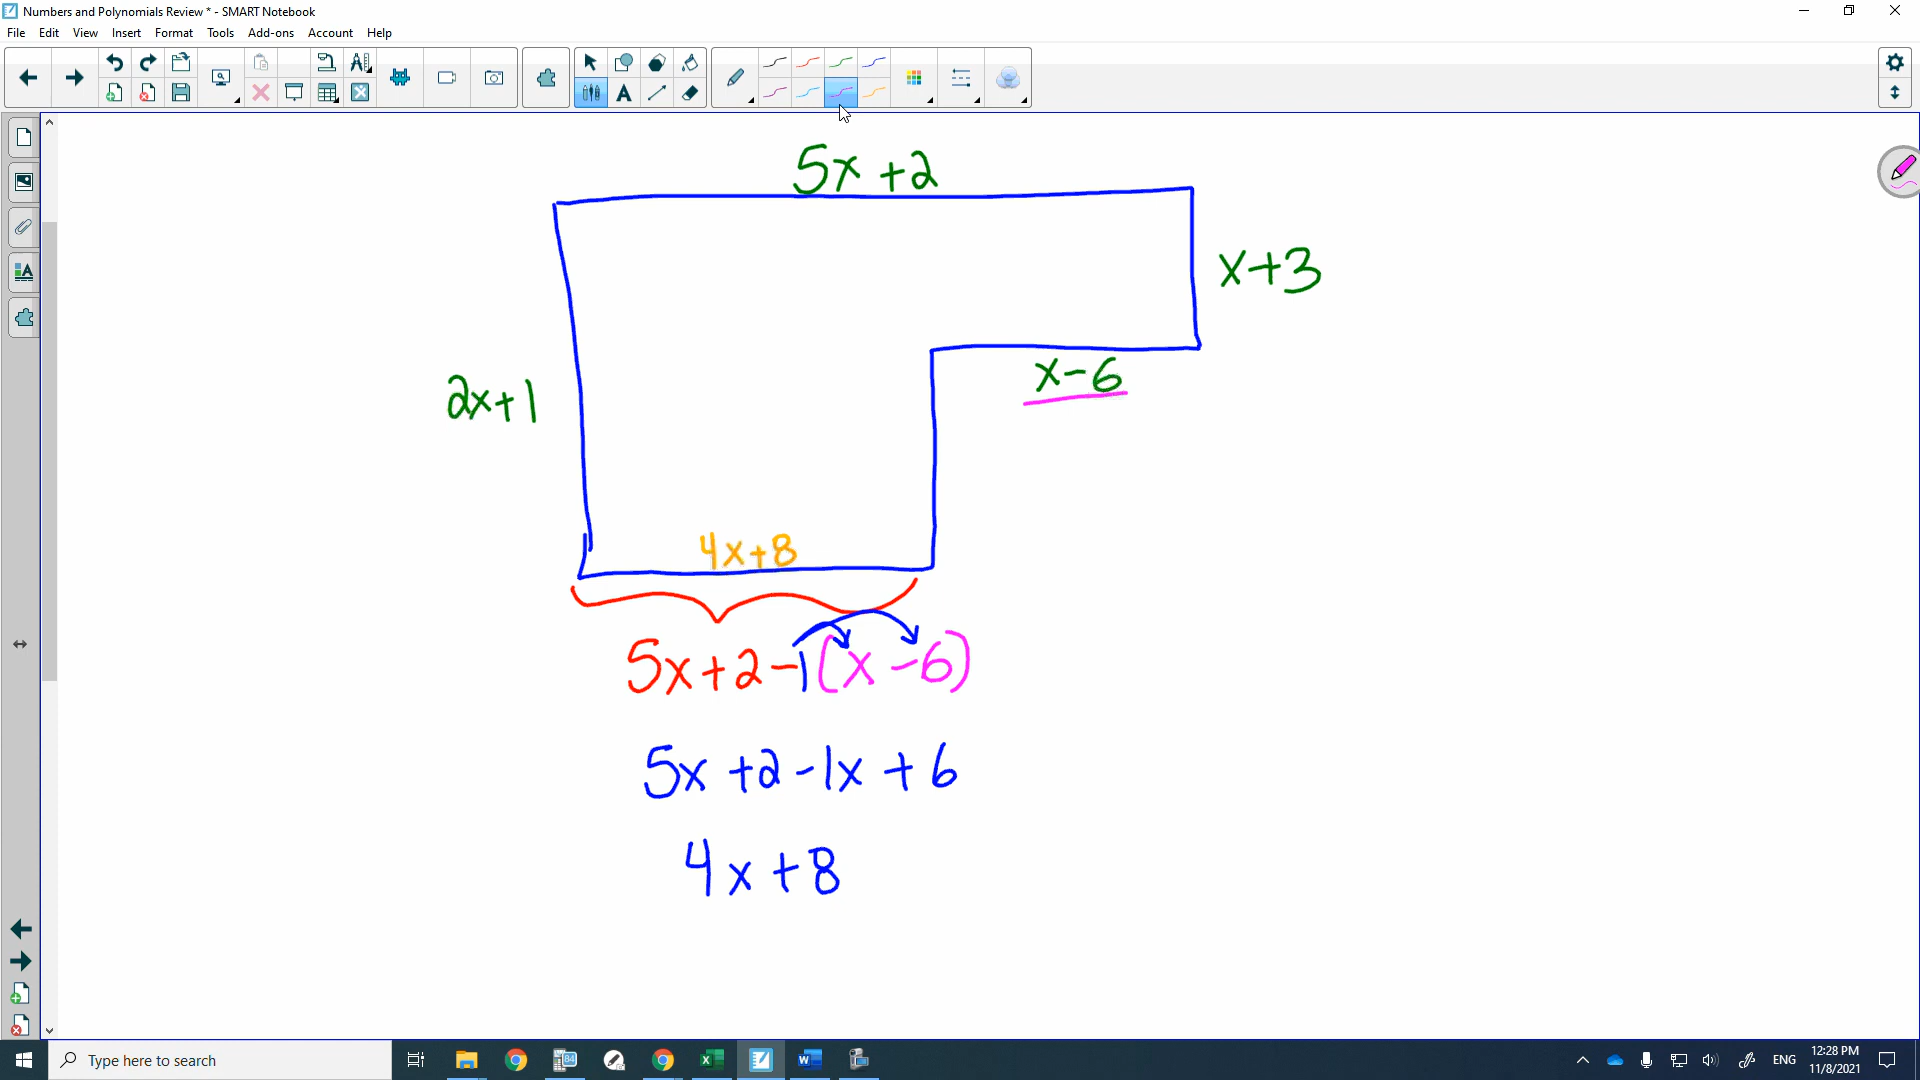 Numbers and Polynomials Review * - SMART Notebook
File Edit View Insert Format Tools Add-ons Account Help
5x +2
x+3
x-6
2x+1
4x+8
5x+2-1(x-6)
5x +2-1x+6
4x+8
Type here to search
84
ENG
12:28 PM
11/8/2021